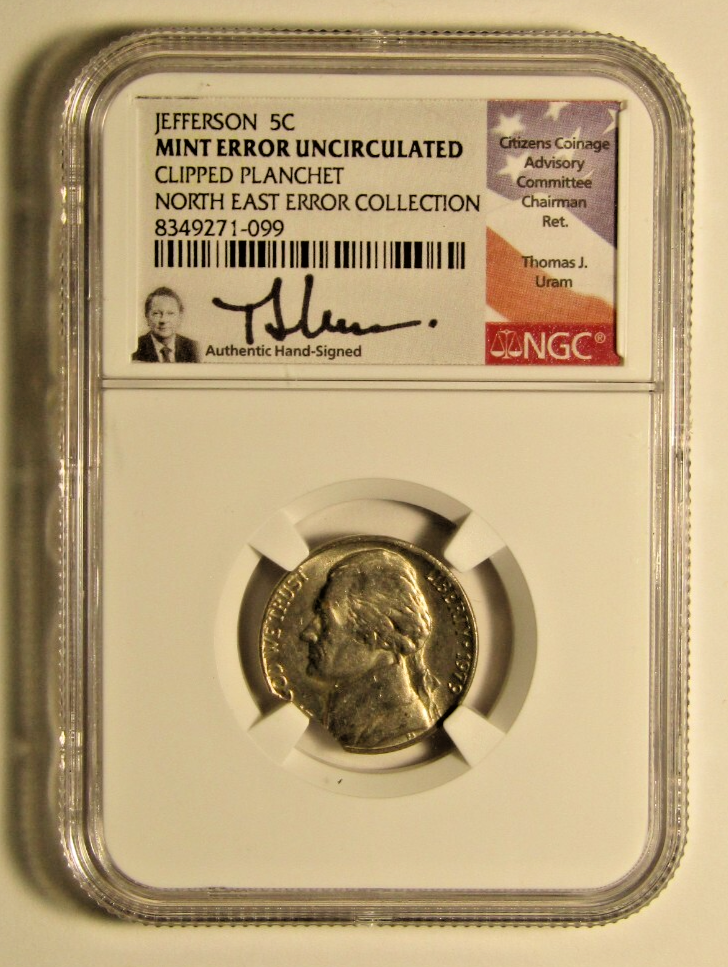 JEFFERSON 5C
MINT ERROR UNCIRCULATED
CLIPPED PLANCHET
NORTH EAST ERROR COLLECTION
8349271-099
Authentic Hand-Signed
Citizens Coinage
Advisory
Committee
Chairman
Ret.
Thomas J.
Uram
NGC®
GOD WE TRUST
LIBERTY • 1979